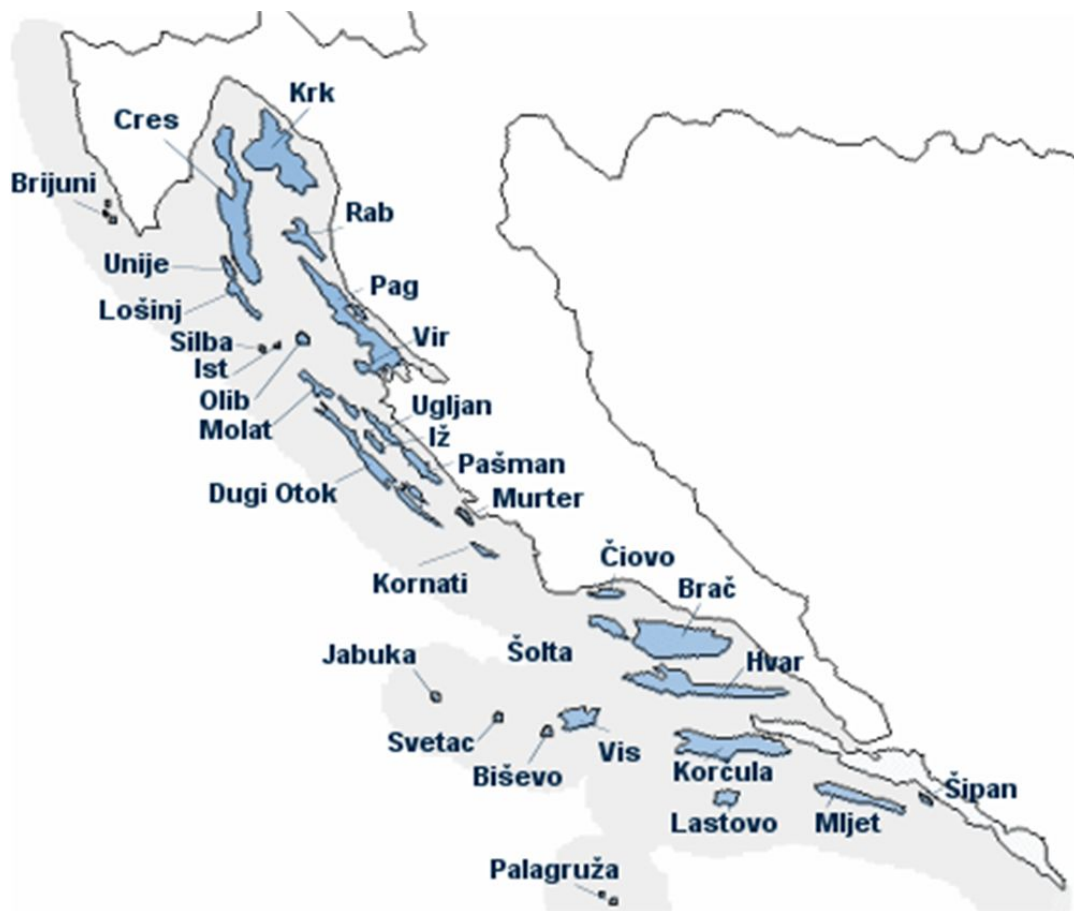 Krk
Cres
Brijuni
Rab
Unije
Pag
Lošinj
Vir
Silba
Ist
Olib
Ugljan
Molat
Iž
Pašman
Dugi Otok
Murter
Čiovo
Kornati
Brač
Šolta
Jabuka
Hvar
Svetac
Vis
Biševo
Korcula
Šipan
Lastovo
Mljet
Palagruža